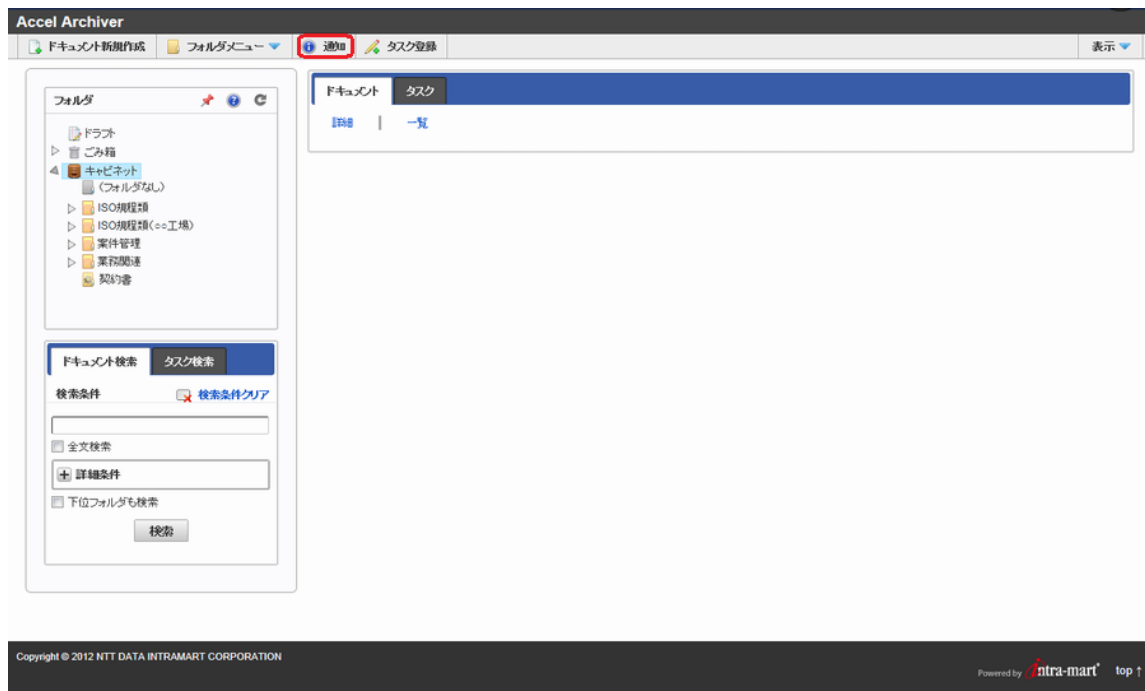 Accel Archiver
ドキュメント新規作成 フォルダメニュー 通知 タスク登録 表示
フォルダ
ドラフト
ごみ箱
キャビネット
(フォルダなし)
ISO規程類
ISO規程類(○○工場)
案件管理
業務関連
契約書
ドキュメント タスク
詳細 | 一覧
ドキュメント検索 タスク検索
検索条件 検索条件クリア
全文検索
詳細条件
下位フォルダも検索
検索
Copyright © 2012 NTT DATA INTRAMART CORPORATION
Powered by intra-mart top ↑